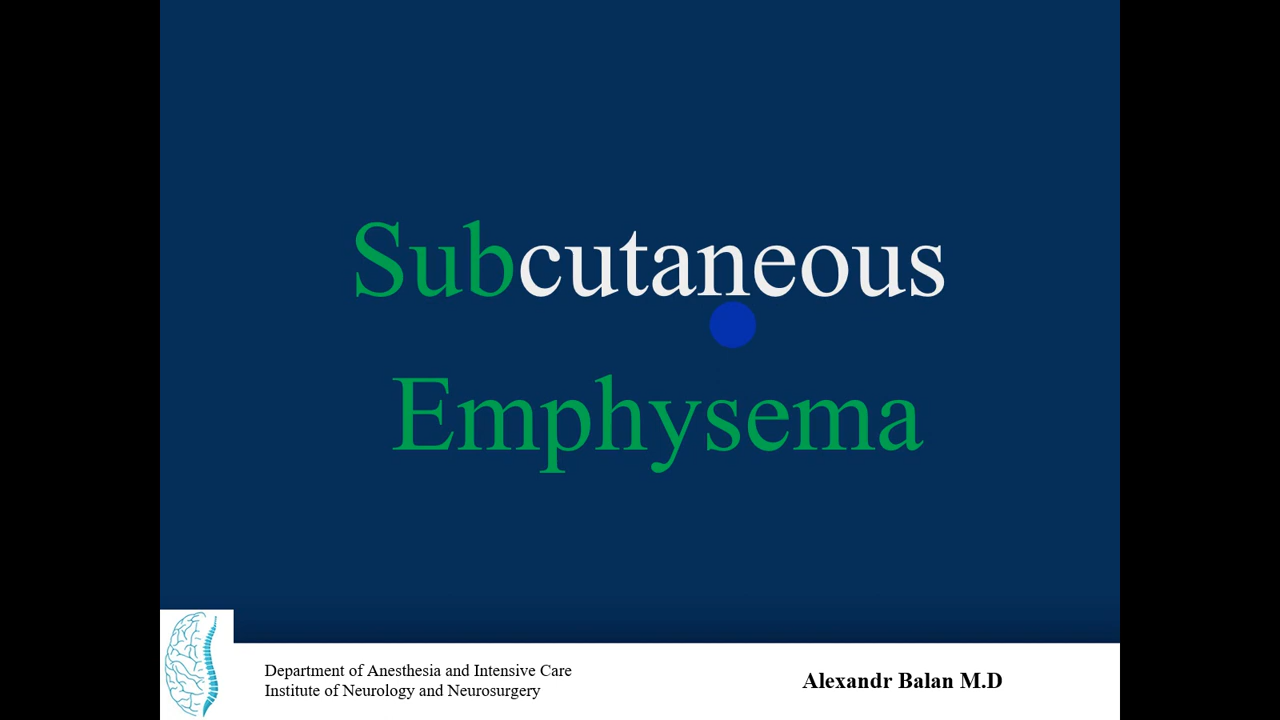 Subcutaneous
Emphysema
Department of Anesthesia and Intensive Care
Institute of Neurology and Neurosurgery
Alexandr Balan M.D